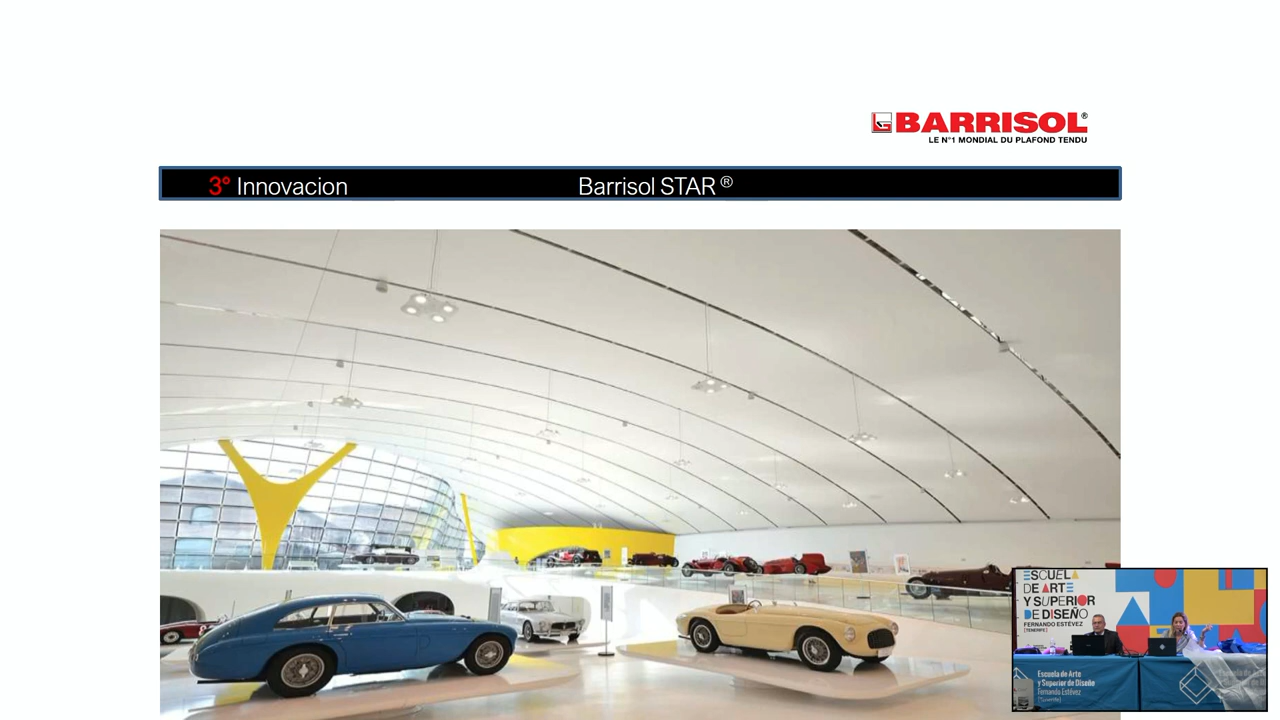 BARRISOL®
LE N°1 MONDIAL DU PLAFOND TENDU
3° Innovacion
Barrisol STAR ®
ESCUELA
DE ARTE
Y SUPERIOR
DE DISEÑO
FERNANDO ESTÉVEZ
[TENERIFE]
Escuela de Arte
y Superior de Diseño
Fernando Estévez
[Tenerife]